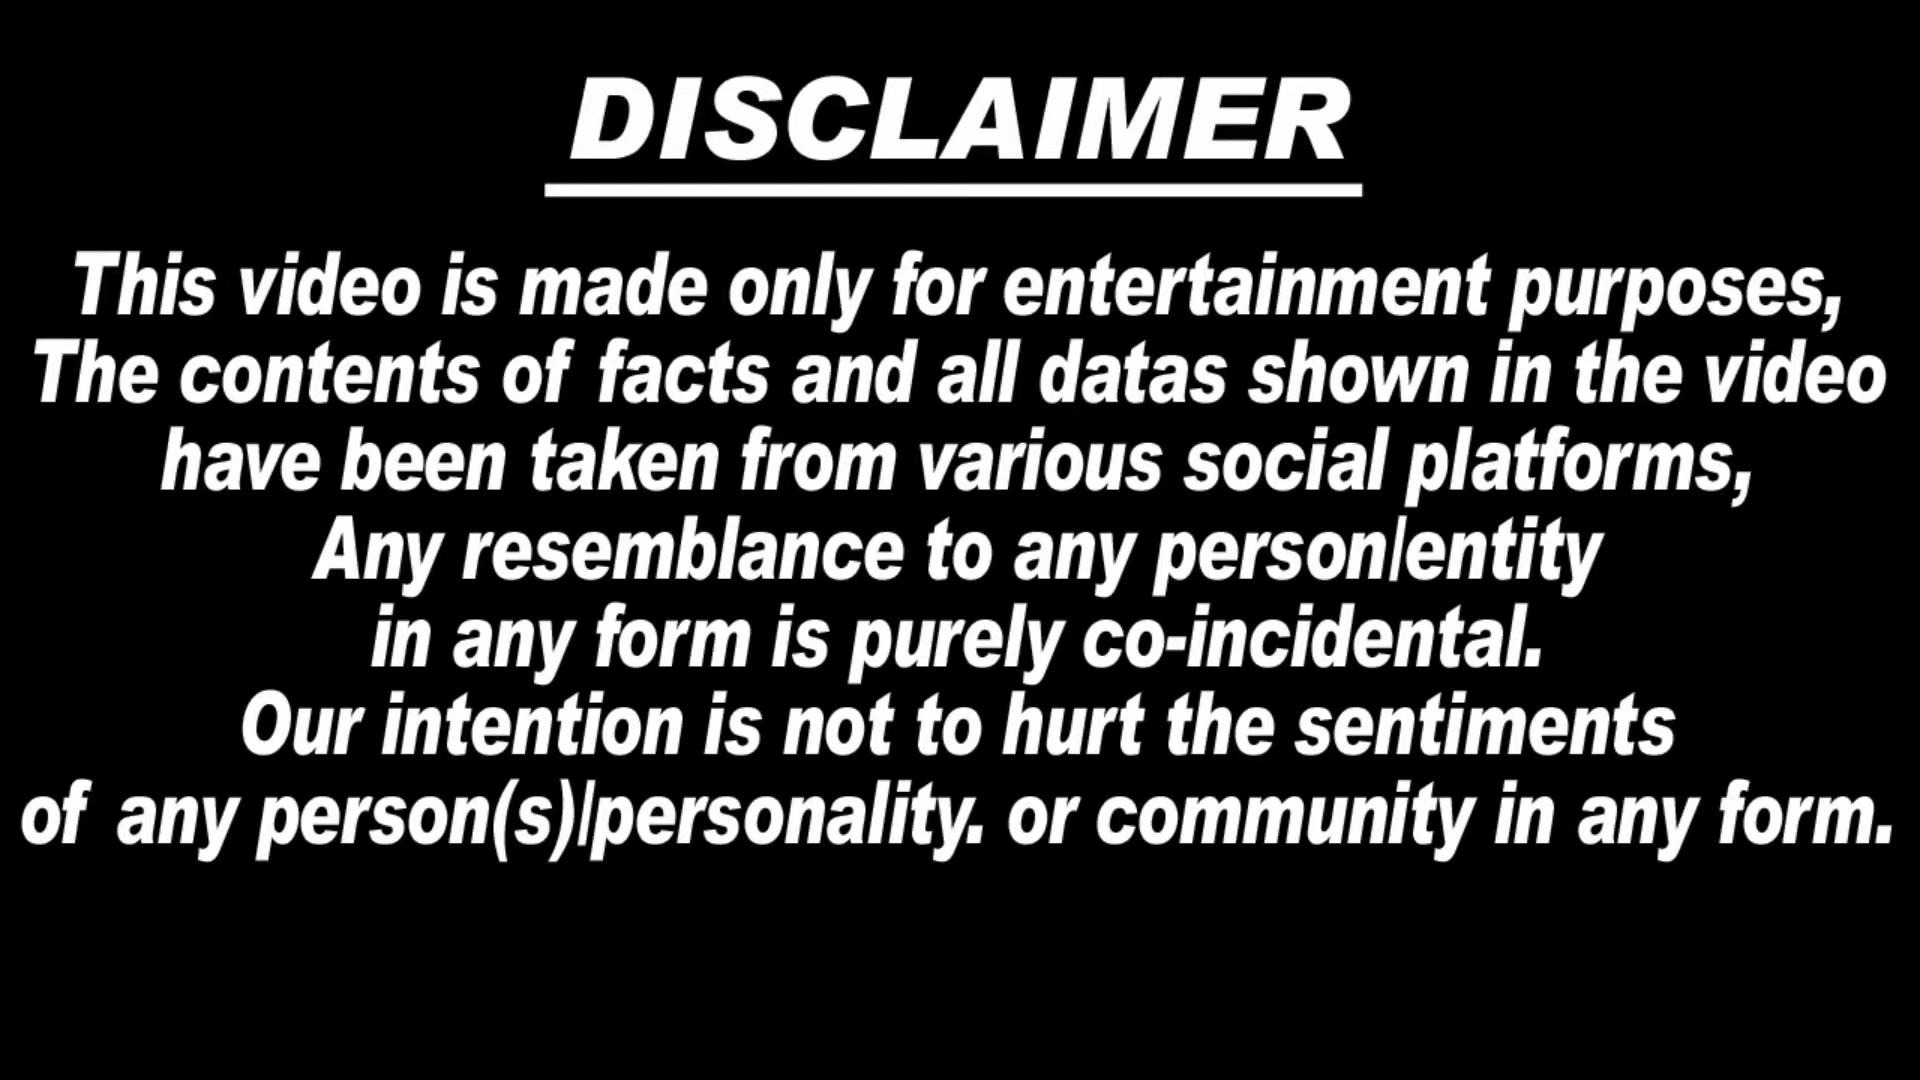 DISCLAIMER
This video is made only for entertainment purposes,
The contents of facts and all datas shown in the video
have been taken from various social platforms,
Any resemblance to any person|entity
in any form is purely co-incidental.
Our intention is not to hurt the sentiments
of any person(s)|personality. or community in any form.